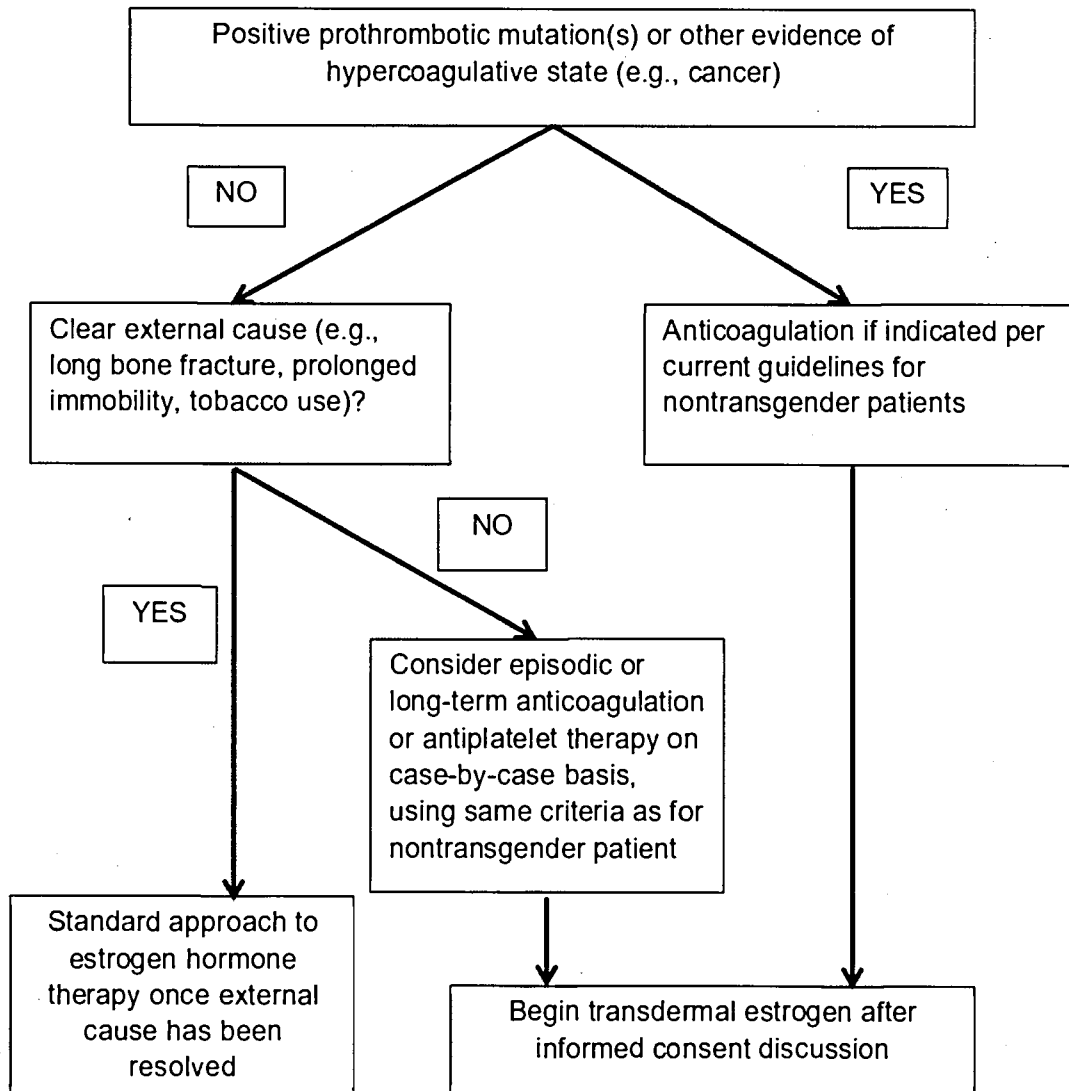 Positive prothrombotic mutation(s) or other evidence of
hypercoagulative state (e.g., cancer)
NO
YES
Clear external cause (e.g.,
long bone fracture, prolonged
immobility, tobacco use)?
Anticoagulation if indicated per
current guidelines for
nontransgender patients
NO
YES
Consider episodic or
long-term anticoagulation
or antiplatelet therapy on
case-by-case basis,
using same criteria as for
nontransgender patient
Standard approach to
estrogen hormone
therapy once external
cause has been
resolved
Begin transdermal estrogen after
informed consent discussion